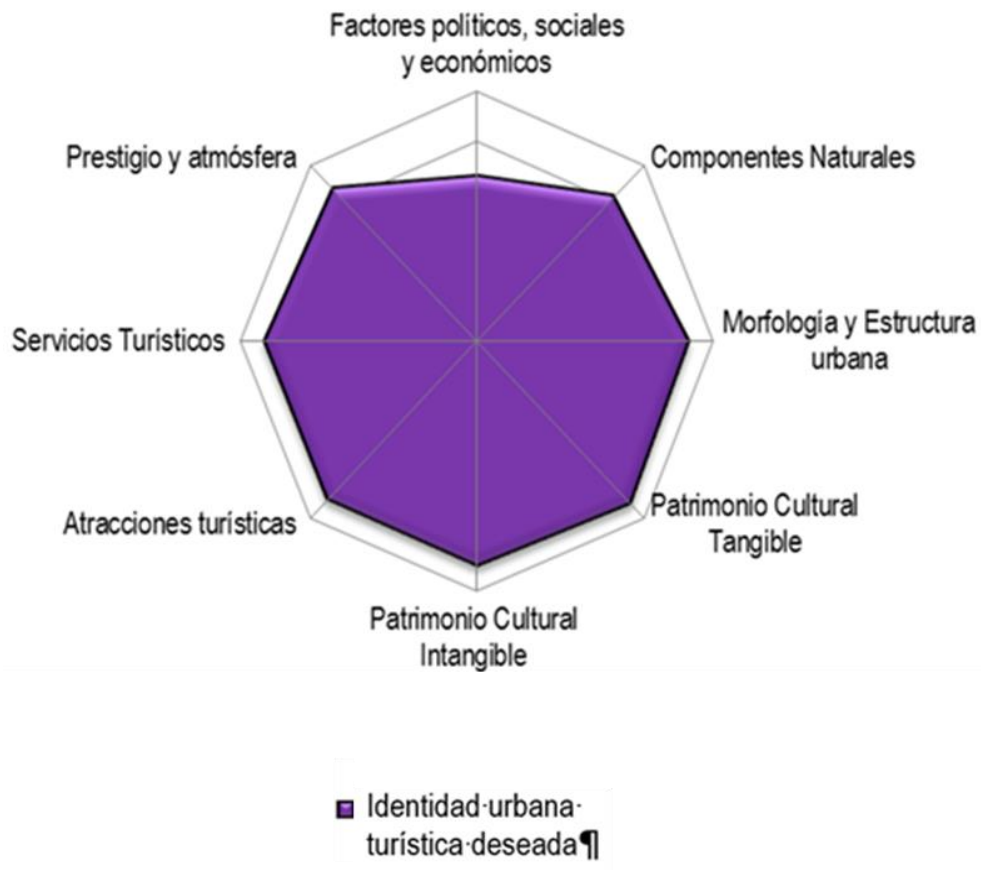 Factores políticos, sociales
y económicos
Prestigio y atmósfera
Componentes Naturales
Servicios Turísticos
Morfología y Estructura
urbana
Atracciones turísticas
Patrimonio Cultural
Tangible
Patrimonio Cultural
Intangible
Identidad·urbana·
turística·deseada¶